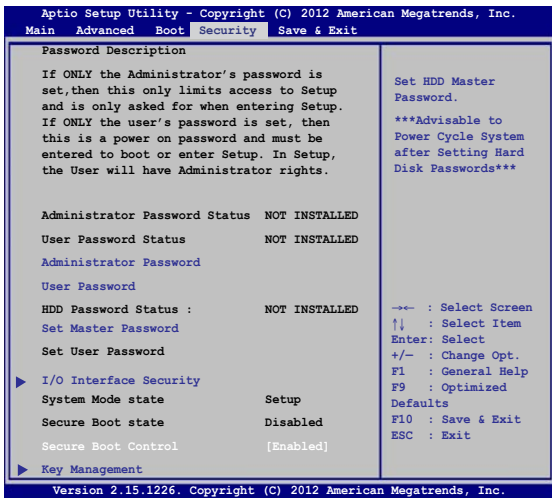 Aptio Setup Utility - Copyright (C) 2012 American Megatrends, Inc.
Main Advanced Boot Security Save & Exit
Password Description
If ONLY the Administrator's password is
set,then this only limits access to Setup
and is only asked for when entering Setup.
If ONLY the user's password is set, then
this is a power on password and must be
entered to boot or enter Setup. In Setup,
the User will have Administrator rights.
Administrator Password Status NOT INSTALLED
User Password Status NOT INSTALLED
Administrator Password
User Password
HDD Password Status : NOT INSTALLED
Set Master Password
Set User Password
I/O Interface Security
System Mode state Setup
Secure Boot state Disabled
Secure Boot Control [Enabled]
Key Management
Set HDD Master
Password.
***Advisable to
Power Cycle System
after Setting Hard
Disk Passwords***
→← : Select Screen
↑↓ : Select Item
Enter: Select
+/— : Change Opt.
F1 : General Help
F9 : Optimized
Defaults
F10 : Save & Exit
ESC : Exit
Version 2.15.1226. Copyright (C) 2012 American Megatrends, Inc.